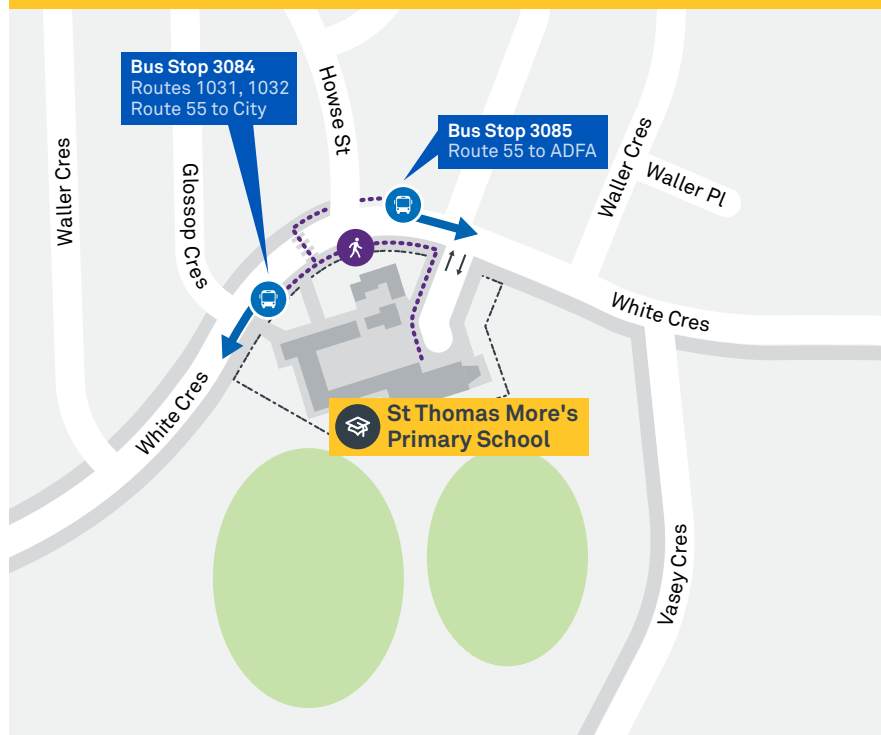 Bus Stop 3084
Routes 1031, 1032
Route 55 to City
Howse St
Bus Stop 3085
Route 55 to ADFA
Waller Cres
Glossop Cres
Waller Cres
Waller Pl
White Cres
White Cres
St Thomas More's
Primary School
Vasey Cres